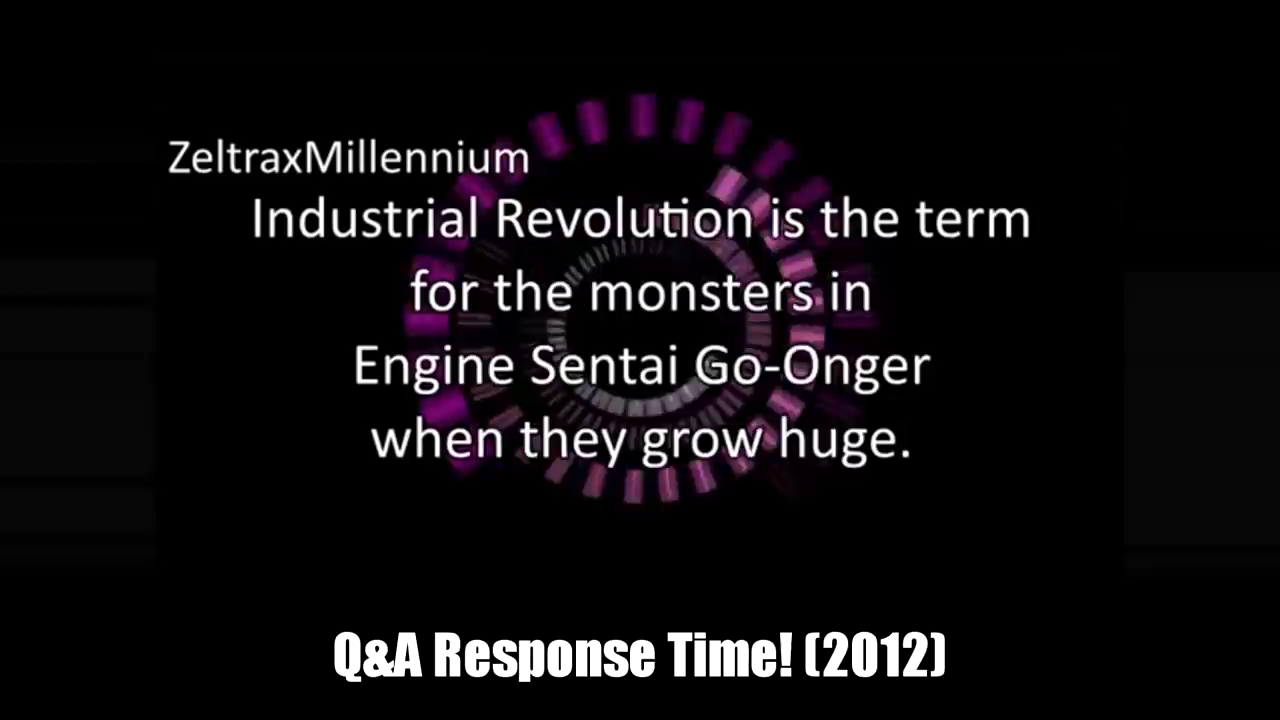 ZeltraxMillennium
Industrial Revolution is the term
for the monsters in
Engine Sentai Go-Onger
when they grow huge.
Q&A Response Time! (2012)